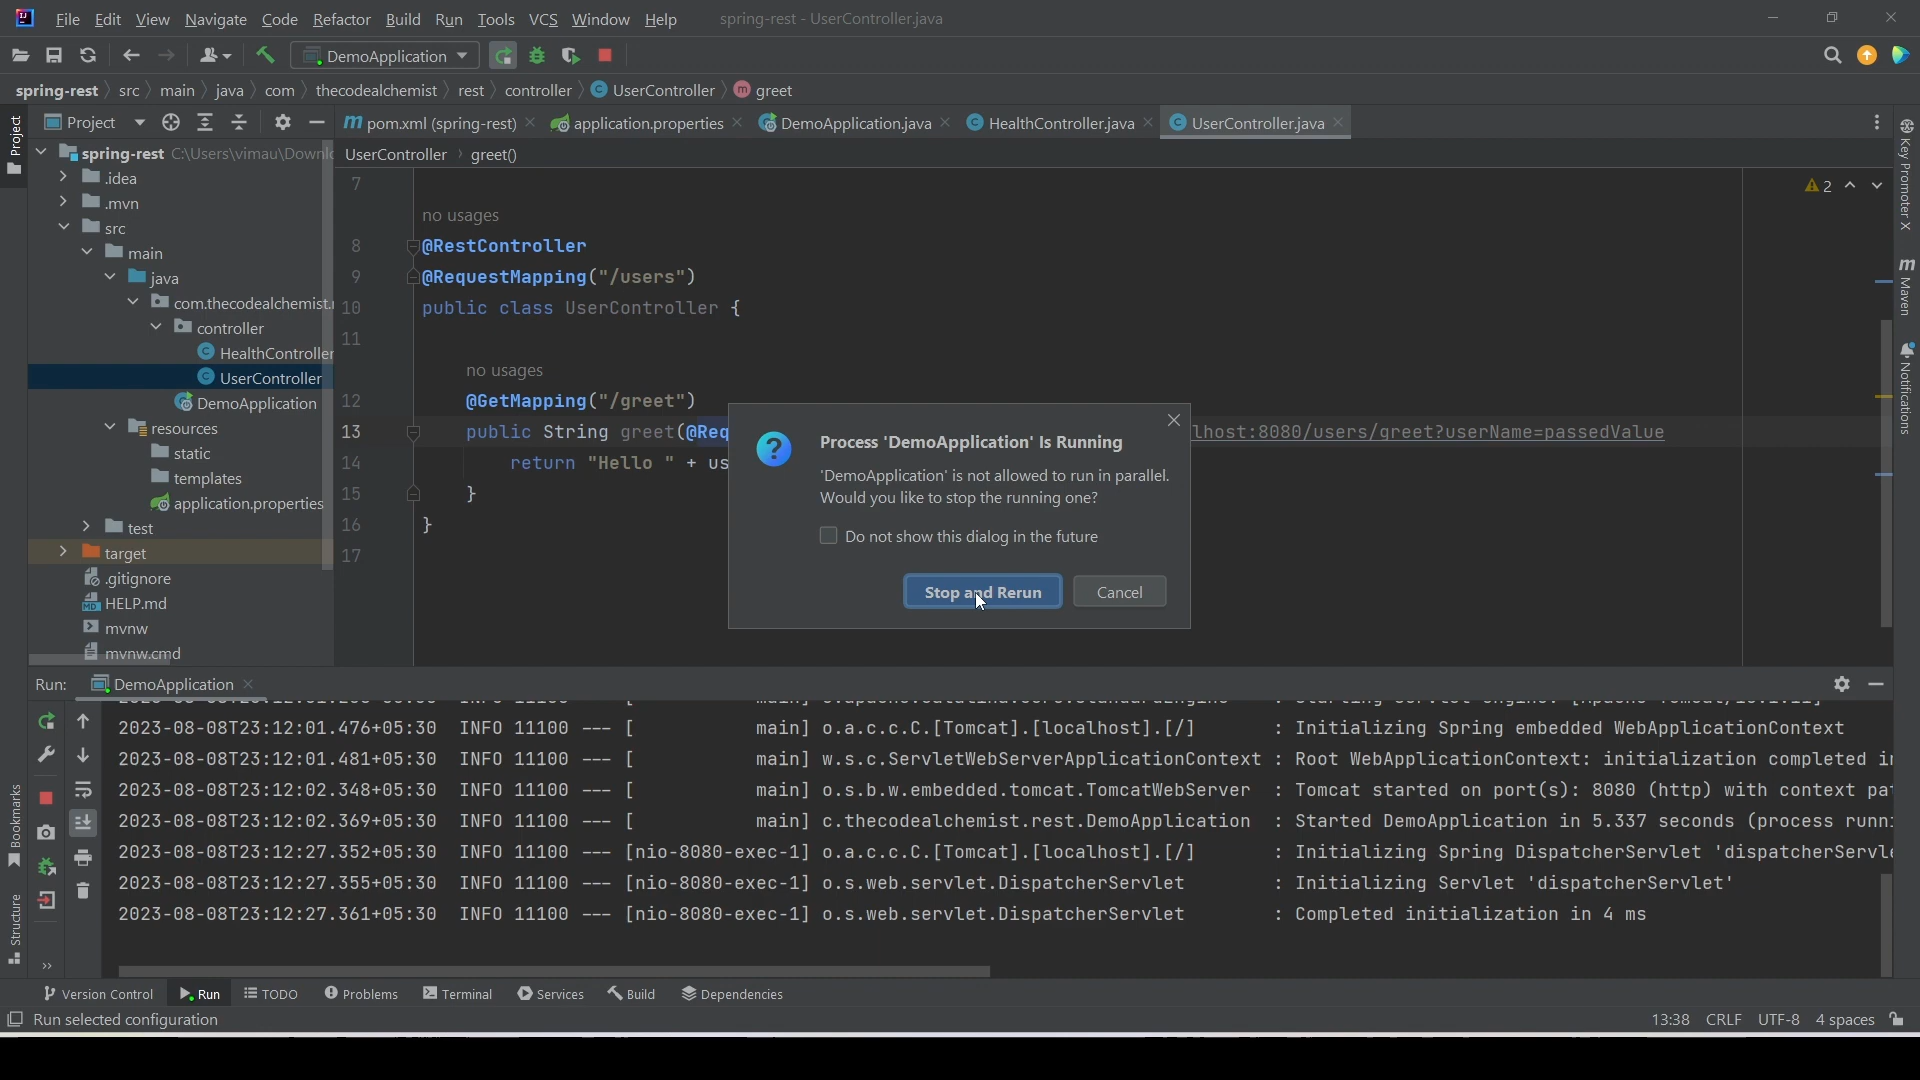 File Edit View Navigate Code Refactor Build Run Tools VCS Window Help spring-rest - UserController.java
DemoApplication
spring-rest src main java com thecodealchemist rest controller UserController greet
Project
pom.xml (spring-rest) application.properties DemoApplication.java HealthController.java UserController.java
UserController greet()
Project
spring-rest C:\Users\vimau\Downl
.idea
.mvn
src
main
java
com.thecodealchemist.
controller
HealthController
UserController
DemoApplication
resources
static
templates
application.properties
test
target
.gitignore
HELP.md
mvnw
mvnw.cmd
7
no usages
8 @RestController
9 @RequestMapping("/users")
10 public class UserController {
11
no usages
12 @GetMapping("/greet")
13 public String greet(@Req lhost:8080/users/greet?userName=passedValue
14 return "Hello " + us
15 }
16 }
17
2
Key Promoter X
Maven
Notifications
Process 'DemoApplication' Is Running
'DemoApplication' is not allowed to run in parallel.
Would you like to stop the running one?
Do not show this dialog in the future
Stop and Rerun Cancel
Run: DemoApplication
2023-08-08T23:12:01.476+05:30 INFO 11100 --- [ main] o.a.c.c.C.[Tomcat].[localhost].[/] : Initializing Spring embedded WebApplicationContext
2023-08-08T23:12:01.481+05:30 INFO 11100 --- [ main] w.s.c.ServletWebServerApplicationContext : Root WebApplicationContext: initialization completed i
2023-08-08T23:12:02.348+05:30 INFO 11100 --- [ main] o.s.b.w.embedded.tomcat.TomcatWebServer : Tomcat started on port(s): 8080 (http) with context pa
2023-08-08T23:12:02.369+05:30 INFO 11100 --- [ main] c.thecodealchemist.rest.DemoApplication : Started DemoApplication in 5.337 seconds (process runn
2023-08-08T23:12:27.352+05:30 INFO 11100 --- [nio-8080-exec-1] o.a.c.c.C.[Tomcat].[localhost].[/] : Initializing Spring DispatcherServlet 'dispatcherServl
2023-08-08T23:12:27.355+05:30 INFO 11100 --- [nio-8080-exec-1] o.s.web.servlet.DispatcherServlet : Initializing Servlet 'dispatcherServlet'
2023-08-08T23:12:27.361+05:30 INFO 11100 --- [nio-8080-exec-1] o.s.web.servlet.DispatcherServlet : Completed initialization in 4 ms
Bookmarks
Structure
Version Control Run TODO Problems Terminal Services Build Dependencies
Run selected configuration 13:38 CRLF UTF-8 4 spaces